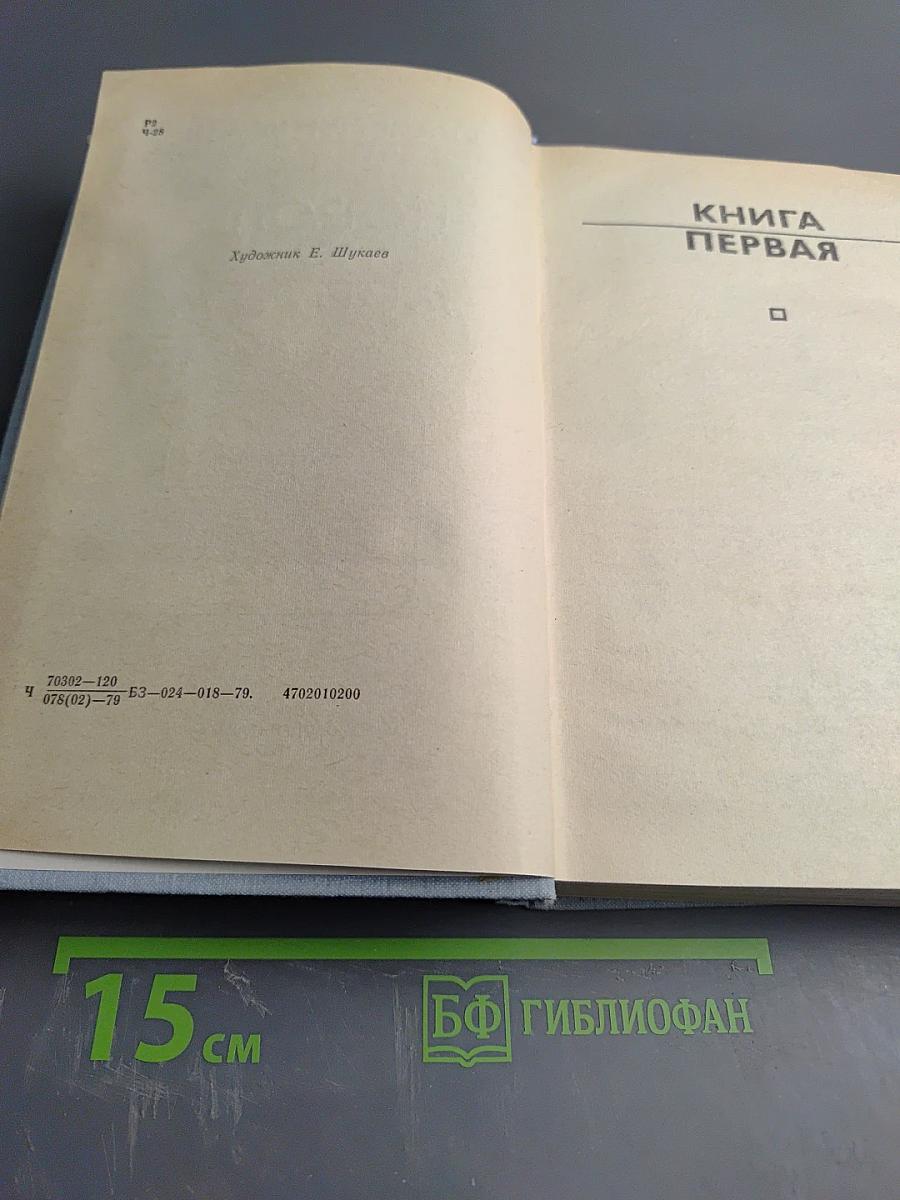 Р2
Ч-28
Художник Е. Шукаев
Ч 70302—120
078(02)—79 БЗ—024—018—79. 4702010200
КНИГА
ПЕРВАЯ
15 см
БФ ГИБЛИОФАН